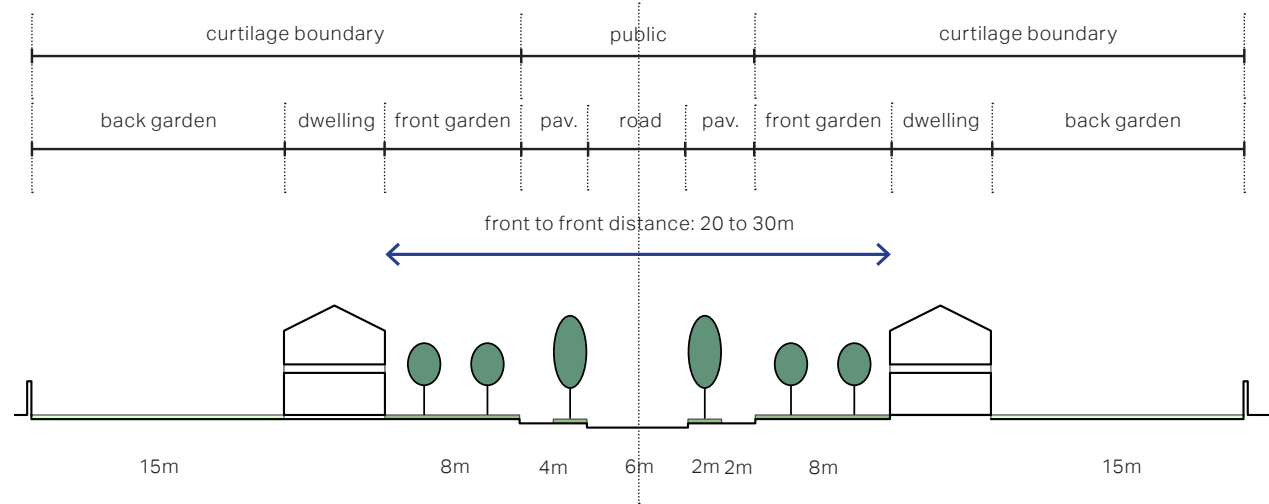 curtilage boundary public curtilage boundary
back garden dwelling front garden pav. road pav. front garden dwelling back garden
front to front distance: 20 to 30m
15m 8m 4m 6m 2m 2m 8m 15m